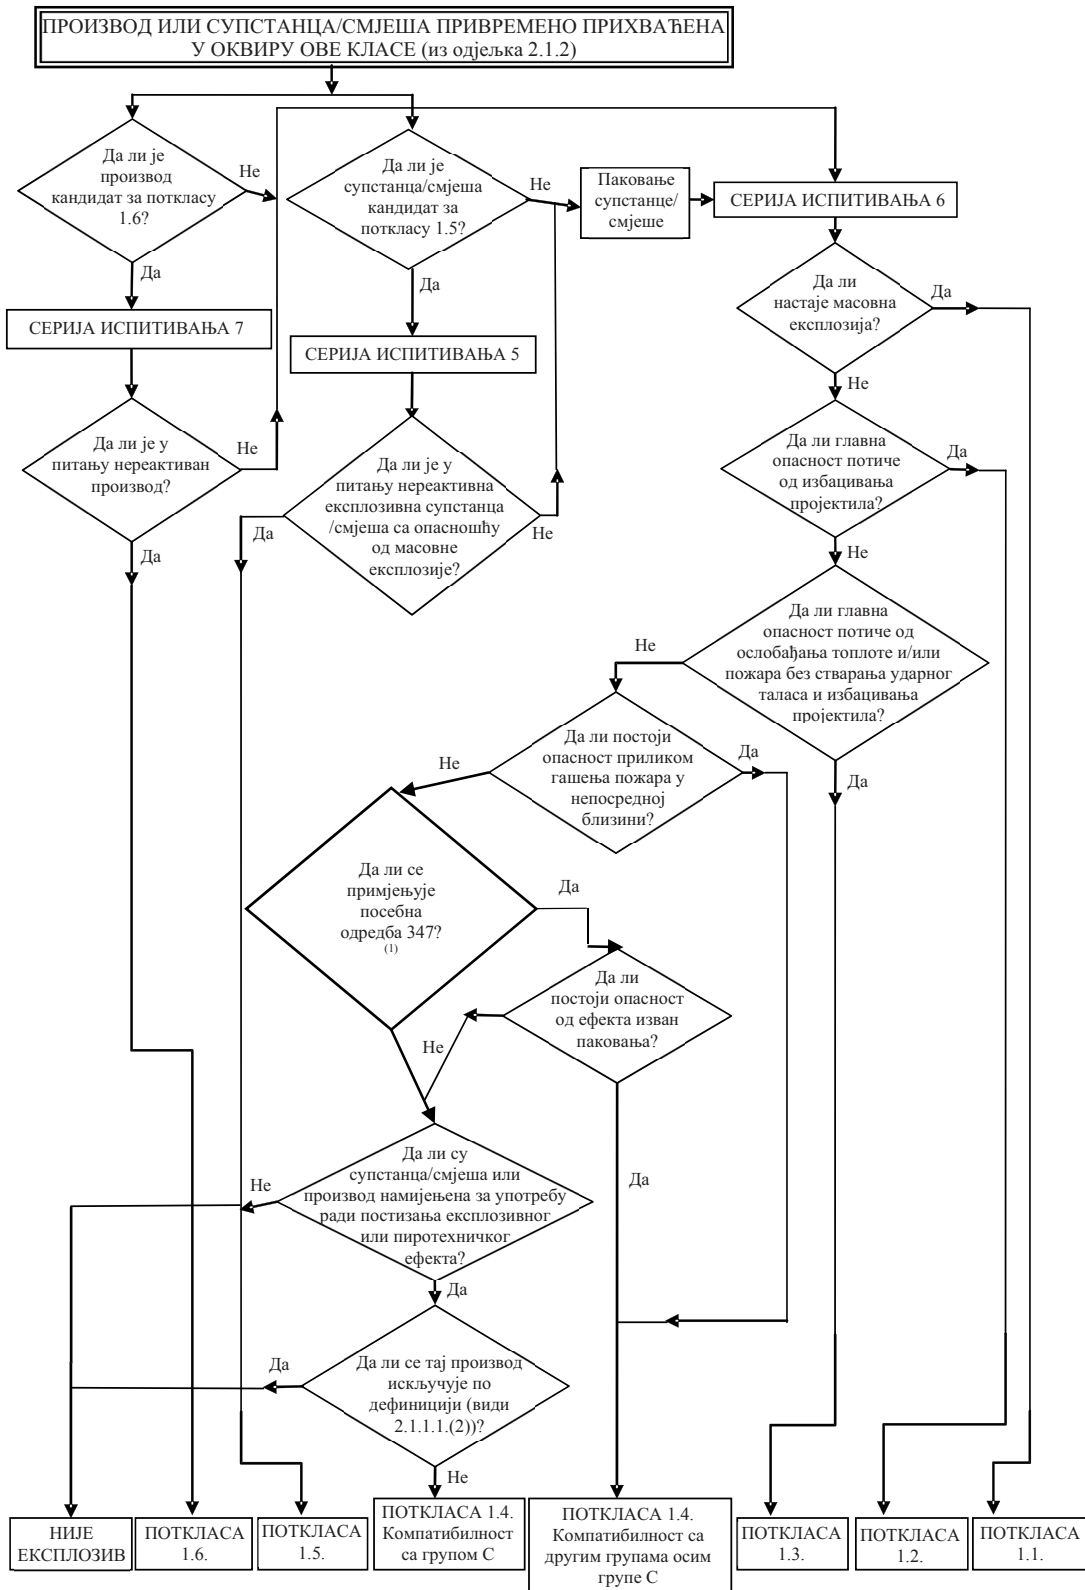 ПРОИЗВОД ИЛИ СУПСТАНЦА/СМЈЕША ПРИВРЕМЕНО ПРИХВАЋЕНА
У ОКВИРУ ОВЕ КЛАСЕ (из одјељка 2.1.2)
Да ли је
производ
кандидат за поткласу
1.6?
Не
Да
Да ли је
супстанца/смјеша
кандидат за
поткласу 1.5?
Не
Да
Паковање
супстанце/
смјеше
СЕРИЈА ИСПИТИВАЊА 6
СЕРИЈА ИСПИТИВАЊА 7
СЕРИЈА ИСПИТИВАЊА 5
Да ли
настаје масовна
експлозија?
Да
Не
Да ли је у
питању нереактиван
производ?
Не
Да
Да ли је у
питању нереактивна
експлозивна супстанца
/смјеша са опасношћу
од масовне
експлозије?
Да
Не
Да ли главна
опасност потиче
од избацивања
пројектила?
Да
Не
Да ли главна
опасност потиче од
ослобађања топлоте и/или
пожара без стварања ударног
таласа и избацивања
пројектила?
Не
Да
Да ли постоји
опасност приликом
гашења пожара у
непосредној
близини?
Не
Да
Да ли се
примјењује
посебна
одредба 347?
(1)
Да
Да ли
постоји опасност
од ефекта изван
паковања?
Не
Да
Да ли су
супстанца/смјеша или
производ намијењена за употребу
ради постизања експлозивног
или пиротехничког
ефекта?
Не
Да
Да ли се тај производ
искључује по
дефиницији (види
2.1.1.1.(2))?
Да
Не
НИЈЕ
ЕКСПЛОЗИВ
ПОТКЛАСА
1.6.
ПОТКЛАСА
1.5.
ПОТКЛАСА 1.4.
Компатибилност
са групом С
ПОТКЛАСА 1.4.
Компатибилност са
другим групама осим
групе С
ПОТКЛАСА
1.3.
ПОТКЛАСА
1.2.
ПОТКЛАСА
1.1.